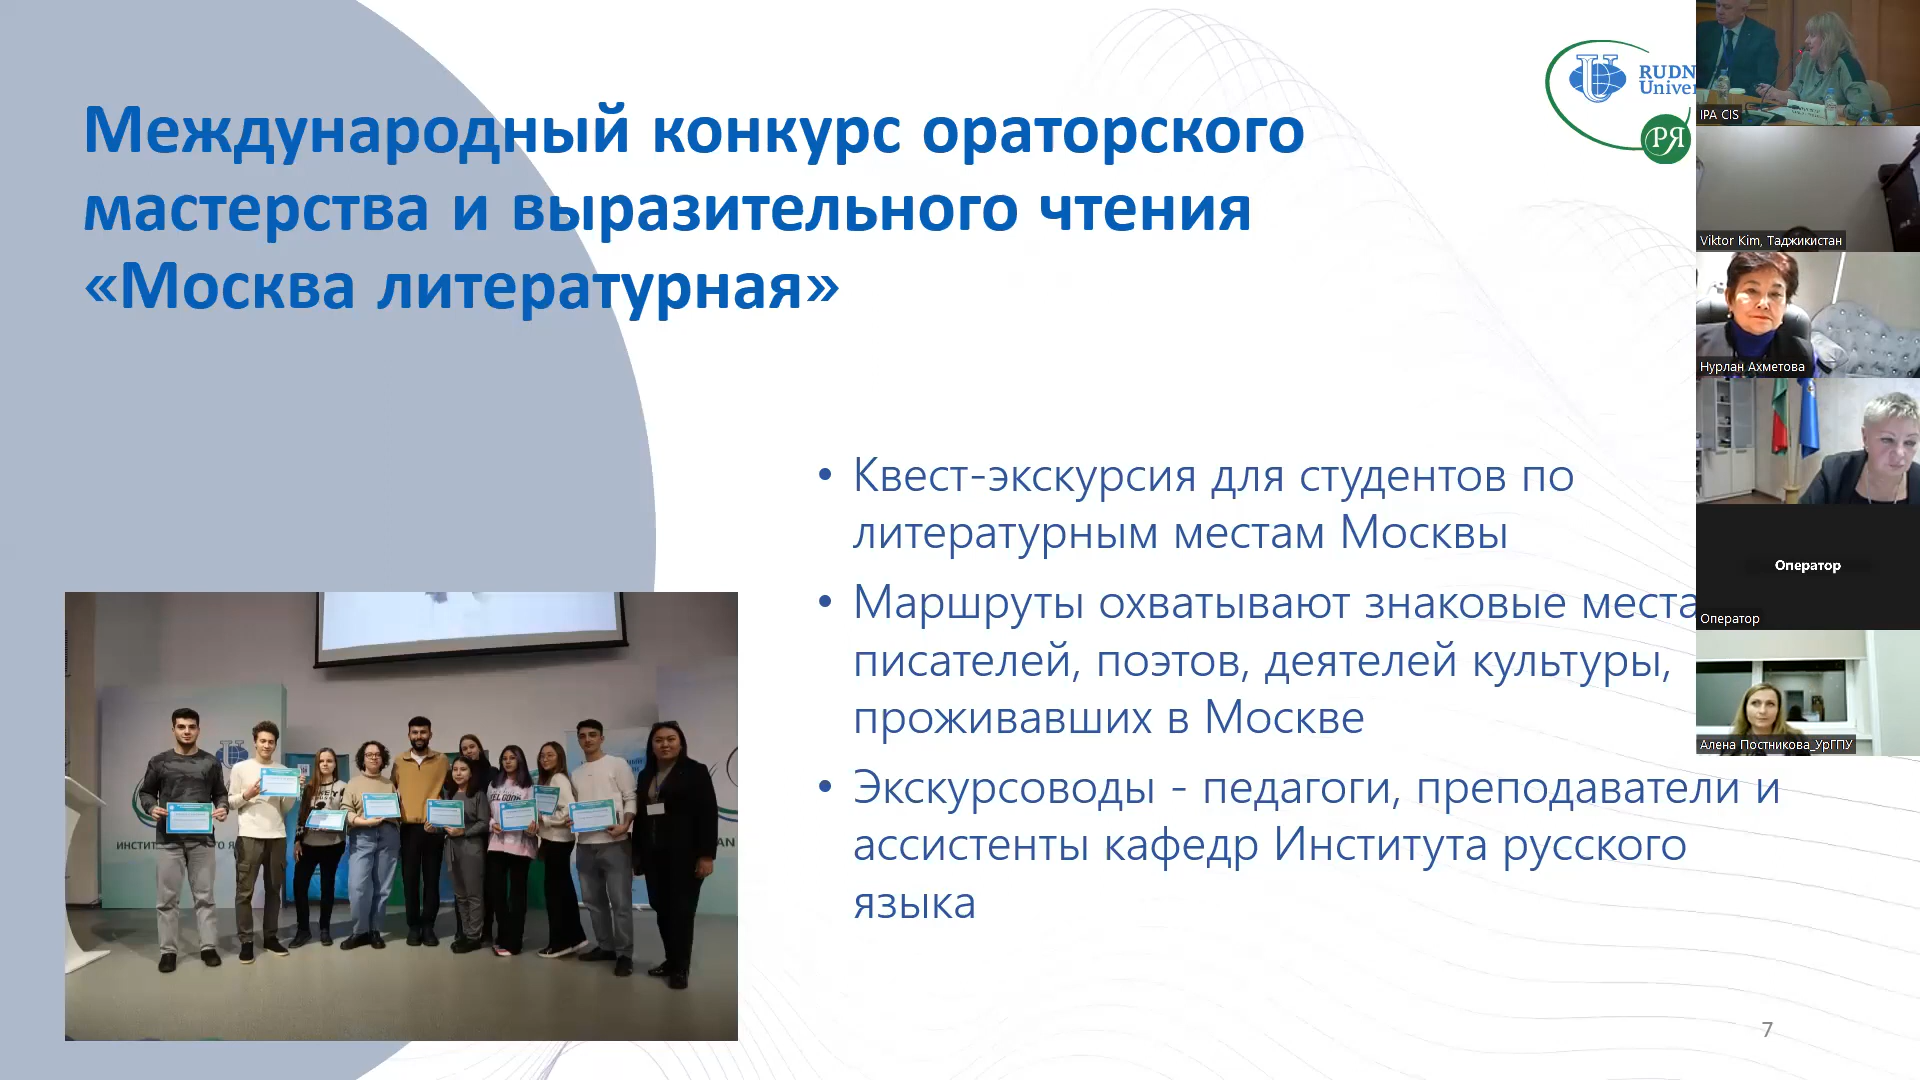 Международный конкурс ораторского
мастерства и выразительного чтения
«Москва литературная»
RUDN
Univer
РЯ
• Квест-экскурсия для студентов по
литературным местам Москвы
• Маршруты охватывают знаковые места
писателей, поэтов, деятелей культуры,
проживавших в Москве
• Экскурсоводы - педагоги, преподаватели и
ассистенты кафедр Института русского
языка
7
IPA CIS
Viktor Kim, Таджикистан
Нурлан Ахметова
Оператор
Оператор
Алена Постникова_УрГПУ